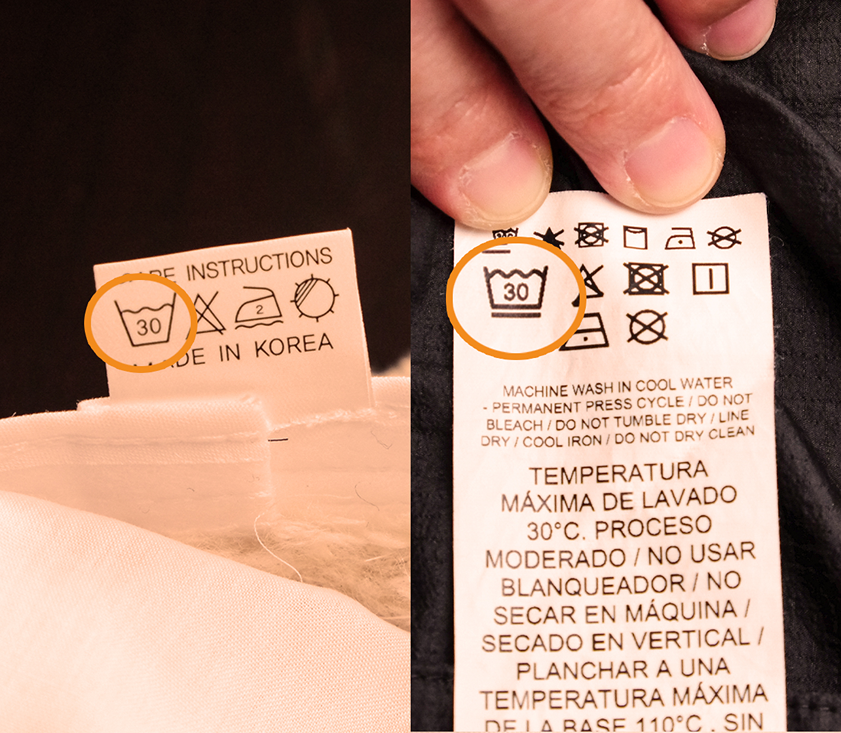 INSTRUCTIONS
30
2
MADE IN KOREA
30
MACHINE WASH IN COOL WATER
- PERMANENT PRESS CYCLE / DO NOT
BLEACH / DO NOT TUMBLE DRY / LINE
DRY / COOL IRON / DO NOT DRY CLEAN
TEMPERATURA
MÁXIMA DE LAVADO
30°C. PROCESO
MODERADO / NO USAR
BLANQUEADOR / NO
SECAR EN MÁQUINA /
SECADO EN VERTICAL /
PLANCHAR A UNA
TEMPERATURA MÁXIMA
DE LA BASE 110°C , SIN